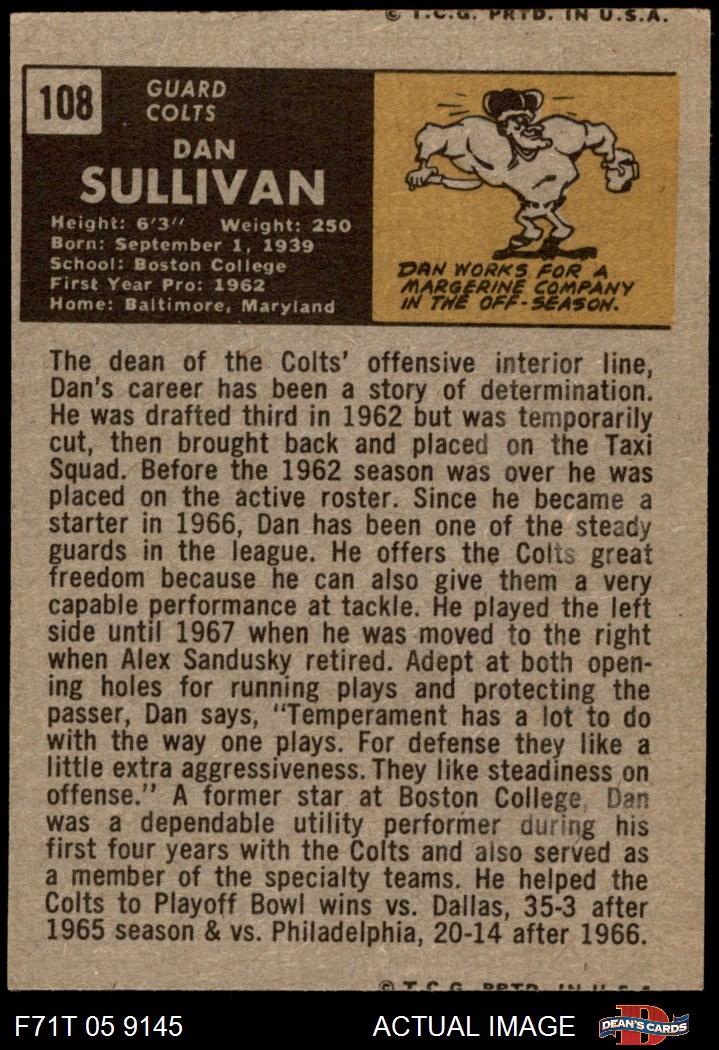 © T.C.G. PRTD. IN U.S.A.
108
GUARD
COLTS
DAN
SULLIVAN
Height: 6'3" Weight: 250
Born: September 1, 1939
School: Boston College
First Year Pro: 1962
Home: Baltimore, Maryland
DAN WORKS FOR A
MARGERINE COMPANY
IN THE OFF-SEASON.
The dean of the Colts' offensive interior line,
Dan's career has been a story of determination.
He was drafted third in 1962 but was temporarily
cut, then brought back and placed on the Taxi
Squad. Before the 1962 season was over he was
placed on the active roster. Since he became a
starter in 1966, Dan has been one of the steady
guards in the league. He offers the Colts great
freedom because he can also give them a very
capable performance at tackle. He played the left
side until 1967 when he was moved to the right
when Alex Sandusky retired. Adept at both open-
ing holes for running plays and protecting the
passer, Dan says, "Temperament has a lot to do
with the way one plays. For defense they like a
little extra aggressiveness. They like steadiness on
offense." A former star at Boston College, Dan
was a dependable utility performer during his
first four years with the Colts and also served as
a member of the specialty teams. He helped the
Colts to Playoff Bowl wins vs. Dallas, 35-3 after
1965 season & vs. Philadelphia, 20-14 after 1966.
© T.C.G. PRTD. IN U.S.A.
F71T 05 9145
ACTUAL IMAGE
D
DEAN'S CARDS